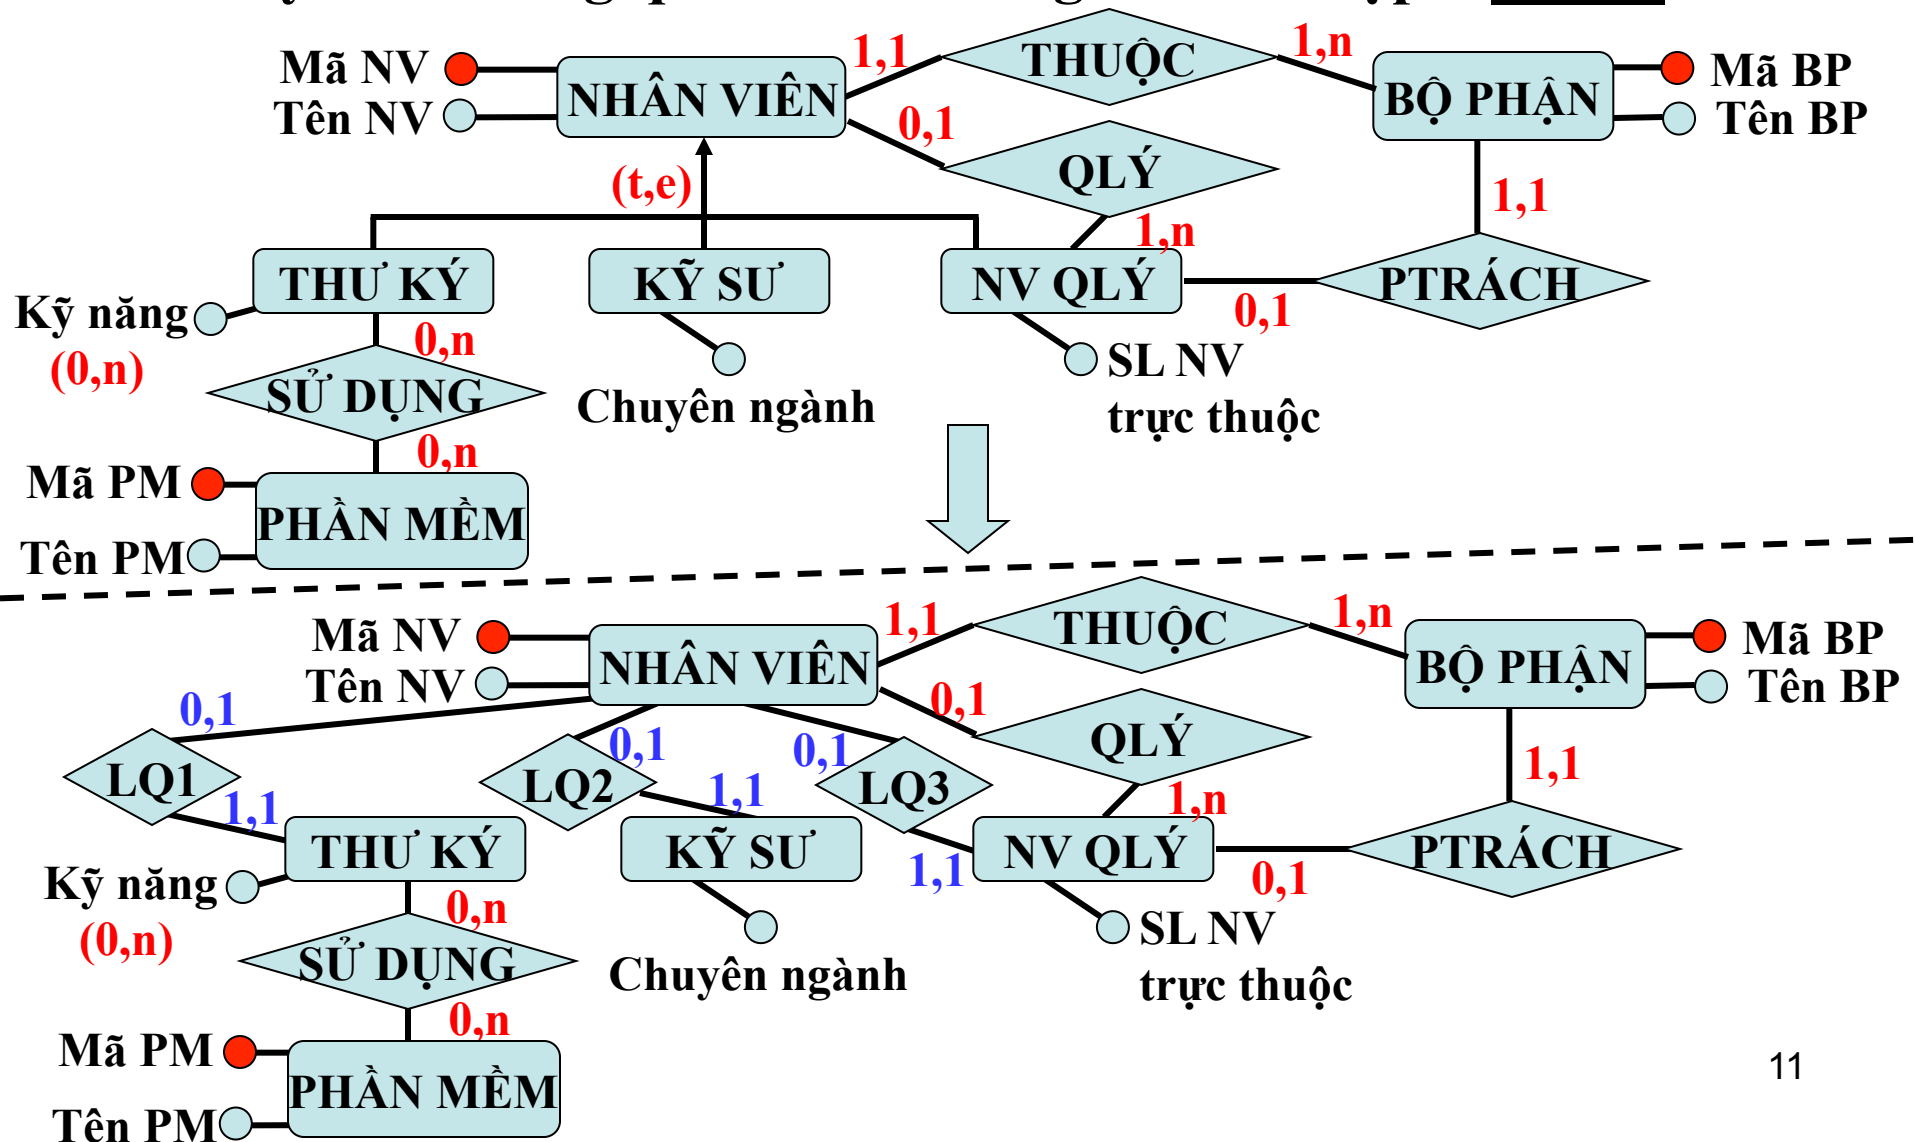 Mã NV
Tên NV
NHÂN VIÊN
1,1
THUỘC
1,n
BỘ PHẬN
Mã BP
Tên BP
0,1
QLÝ
(t,e)
1,n
1,1
THƯ KÝ
KỸ SƯ
NV QLÝ
PTRÁCH
0,1
Kỹ năng
(0,n)
0,n
SỬ DỤNG
0,n
Chuyên ngành
SL NV
trực thuộc
Mã PM
PHẦN MỀM
Tên PM
Mã NV
Tên NV
NHÂN VIÊN
1,1
THUỘC
1,n
BỘ PHẬN
Mã BP
Tên BP
0,1
0,1
0,1
0,1
QLÝ
LQ1
LQ2
LQ3
1,1
1,1
1,n
1,1
THƯ KÝ
KỸ SƯ
NV QLÝ
PTRÁCH
1,1
0,1
Kỹ năng
(0,n)
0,n
SỬ DỤNG
0,n
Chuyên ngành
SL NV
trực thuộc
Mã PM
PHẦN MỀM
Tên PM
11